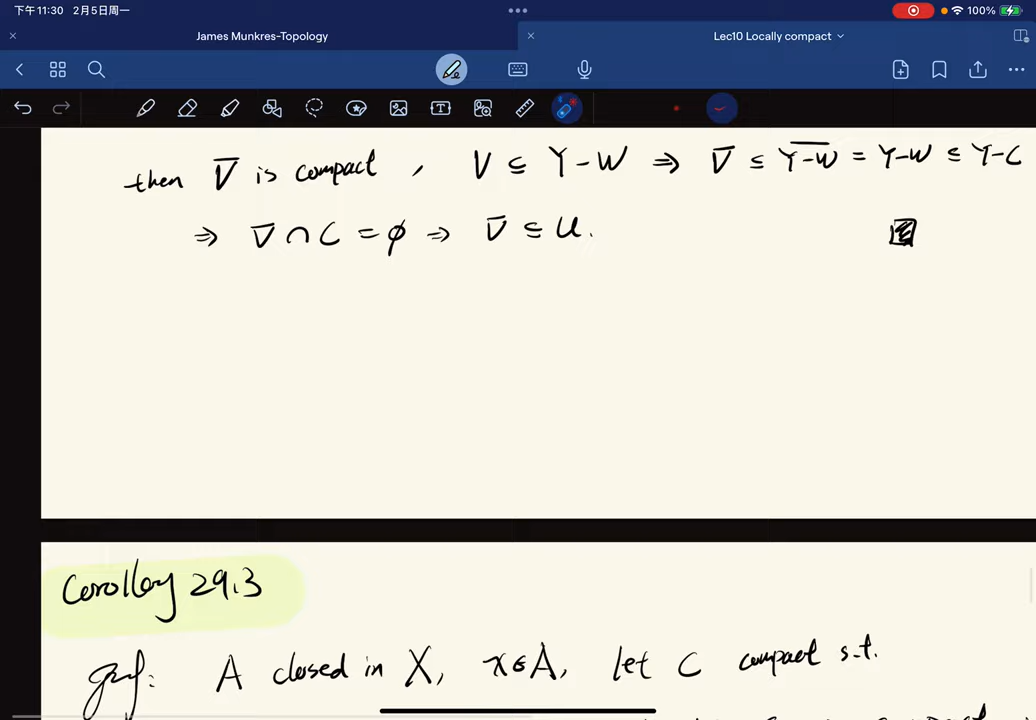 下午11:30 2月5日周一
100%
James Munkres-Topology
Lec10 Locally compact
then V̅ is compact, V ⊆ Y-W ⇒ V̅ ⊆ \overline{Y-W} = Y-W ⊆ Y-C
⇒ V̅ ∩ C = ϕ ⇒ V̅ ⊆ U.
Corollary 29.3
A closed in X, x∈A, let C compact s.t.